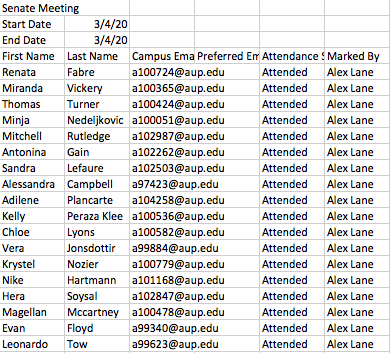 Senate Meeting
Start Date 3/4/20
End Date 3/4/20
First Name Last Name Campus Ema Preferred Em Attendance S Marked By
Renata Fabre a100724@aup.edu Attended Alex Lane
Miranda Vickery a100365@aup.edu Attended Alex Lane
Thomas Turner a100424@aup.edu Attended Alex Lane
Minja Nedeljkovic a100051@aup.edu Attended Alex Lane
Mitchell Rutledge a102987@aup.edu Attended Alex Lane
Antonina Gain a102262@aup.edu Attended Alex Lane
Sandra Lefaure a102503@aup.edu Attended Alex Lane
Alessandra Campbell a97423@aup.edu Attended Alex Lane
Adilene Plancarte a104258@aup.edu Attended Alex Lane
Kelly Peraza Klee a100536@aup.edu Attended Alex Lane
Chloe Lyons a100582@aup.edu Attended Alex Lane
Vera Jonsdottir a99884@aup.edu Attended Alex Lane
Krystel Nozier a100779@aup.edu Attended Alex Lane
Nike Hartmann a101168@aup.edu Attended Alex Lane
Hera Soysal a102847@aup.edu Attended Alex Lane
Magellan Mccartney a100478@aup.edu Attended Alex Lane
Evan Floyd a99340@aup.edu Attended Alex Lane
Leonardo Tow a99623@aup.edu Attended Alex Lane